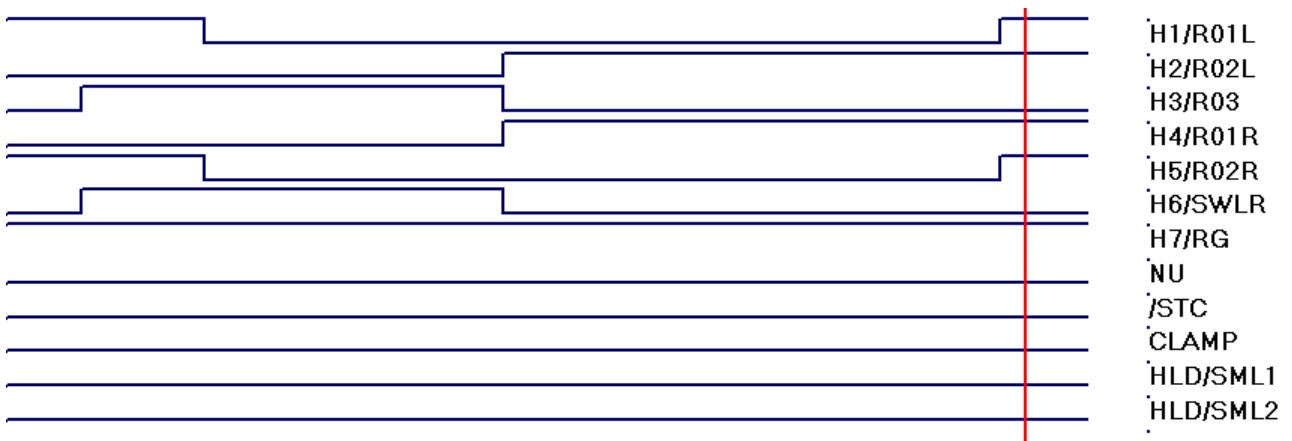 H1/R01L
H2/R02L
H3/R03
H4/R01R
H5/R02R
H6/SWLR
H7/RG
NU
/STC
CLAMP
HLD/SML1
HLD/SML2